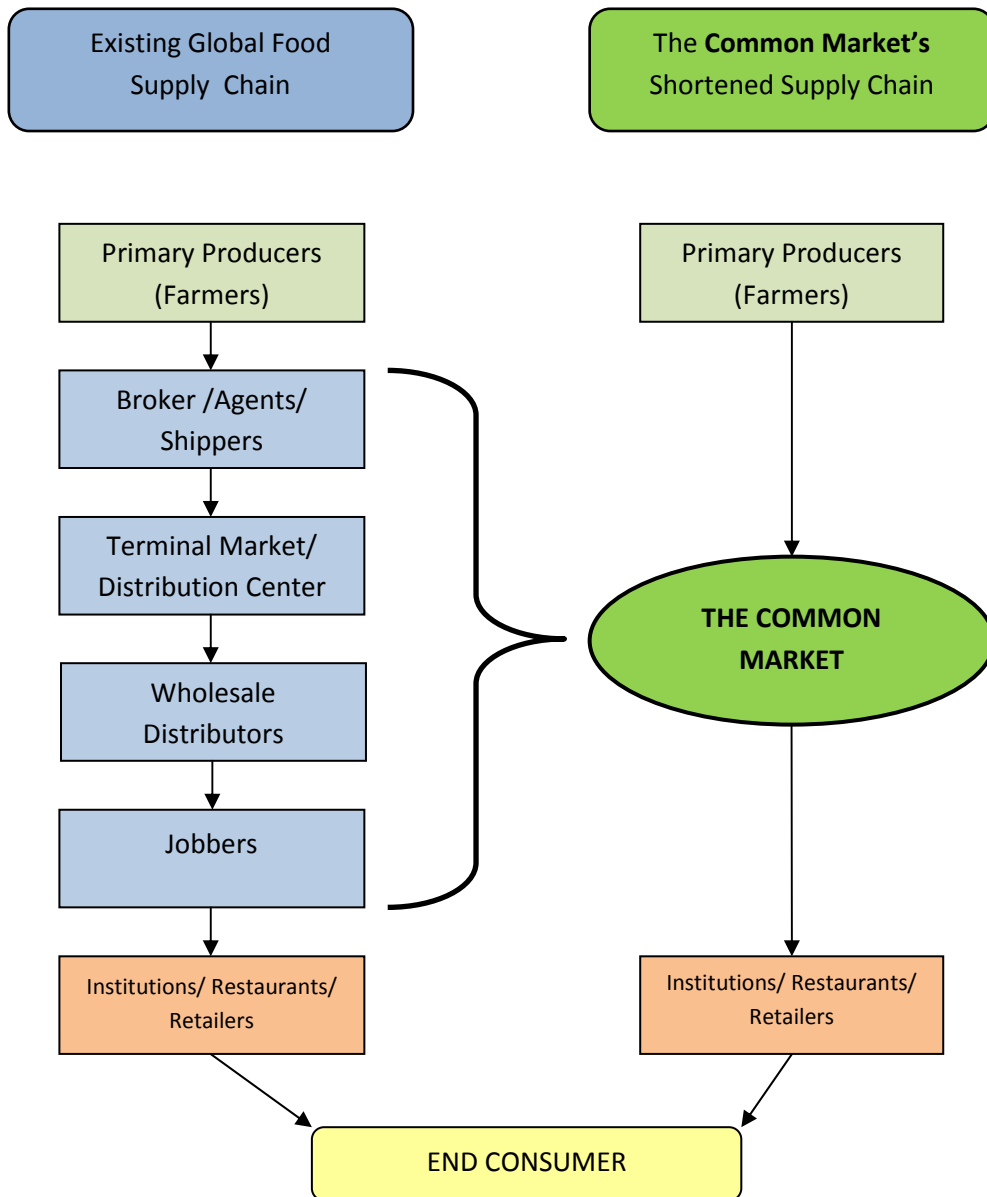 Existing Global Food
Supply Chain
The Common Market's
Shortened Supply Chain
Primary Producers
(Farmers)
Broker /Agents/
Shippers
Terminal Market/
Distribution Center
Wholesale
Distributors
Jobbers
Institutions/ Restaurants/
Retailers
Primary Producers
(Farmers)
THE COMMON
MARKET
Institutions/ Restaurants/
Retailers
END CONSUMER